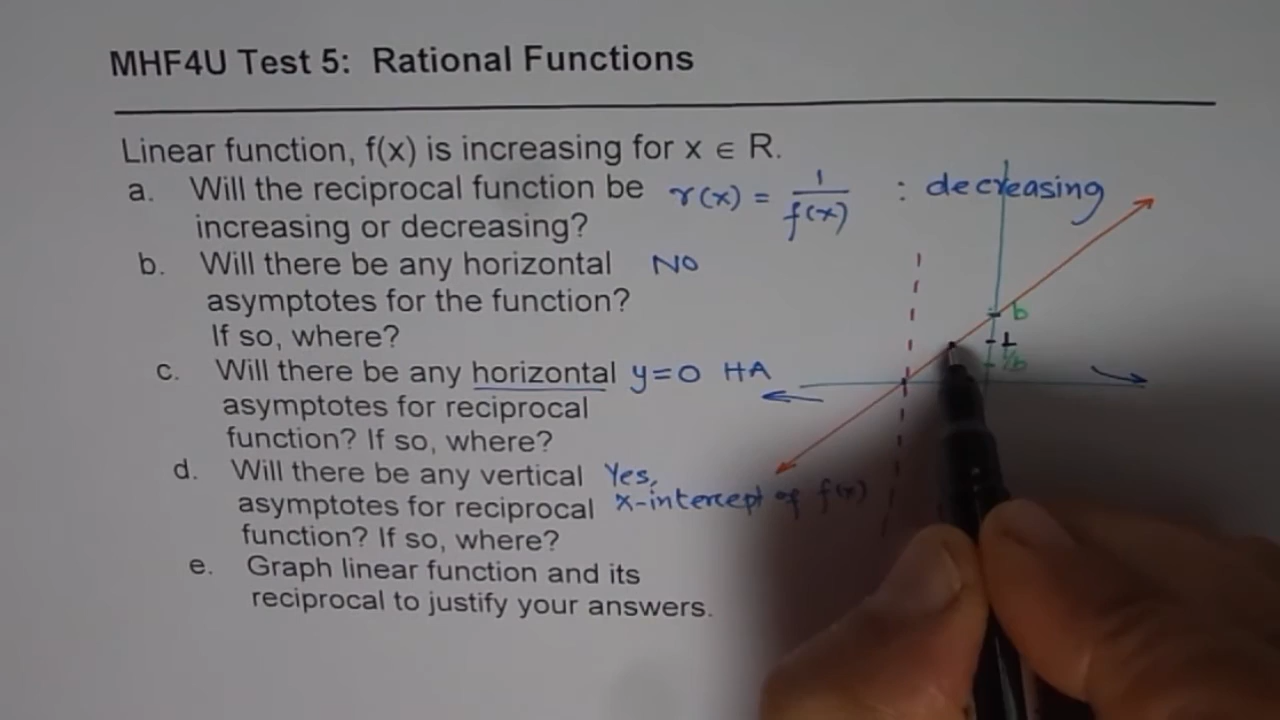 MHF4U Test 5: Rational Functions
Linear function, f(x) is increasing for x ∈ R.
a. Will the reciprocal function be r(x) = 1/f(x) : decreasing
increasing or decreasing?
b. Will there be any horizontal NO
asymptotes for the function?
If so, where?
c. Will there be any horizontal y=0 HA
asymptotes for reciprocal
function? If so, where?
d. Will there be any vertical Yes,
asymptotes for reciprocal x-intercept of f(x)
function? If so, where?
e. Graph linear function and its
reciprocal to justify your answers.
b
1
1/b